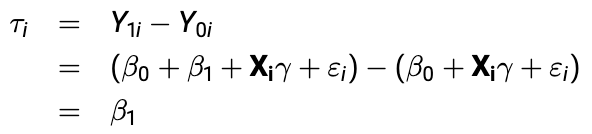 τᵢ = Y₁ᵢ − Y₀ᵢ
= (β₀ + β₁ + 𝐗ᵢγ + εᵢ) − (β₀ + 𝐗ᵢγ + εᵢ)
= β₁